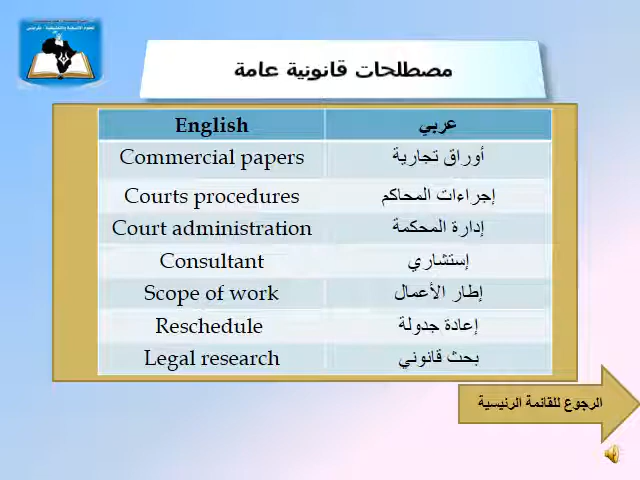 مصطلحات قانونية عامة
English عربي
Commercial papers أوراق تجارية
Courts procedures إجراءات المحاكم
Court administration إدارة المحكمة
Consultant إستشاري
Scope of work إطار الأعمال
Reschedule إعادة جدولة
Legal research بحث قانوني
الرجوع للقائمة الرئيسية